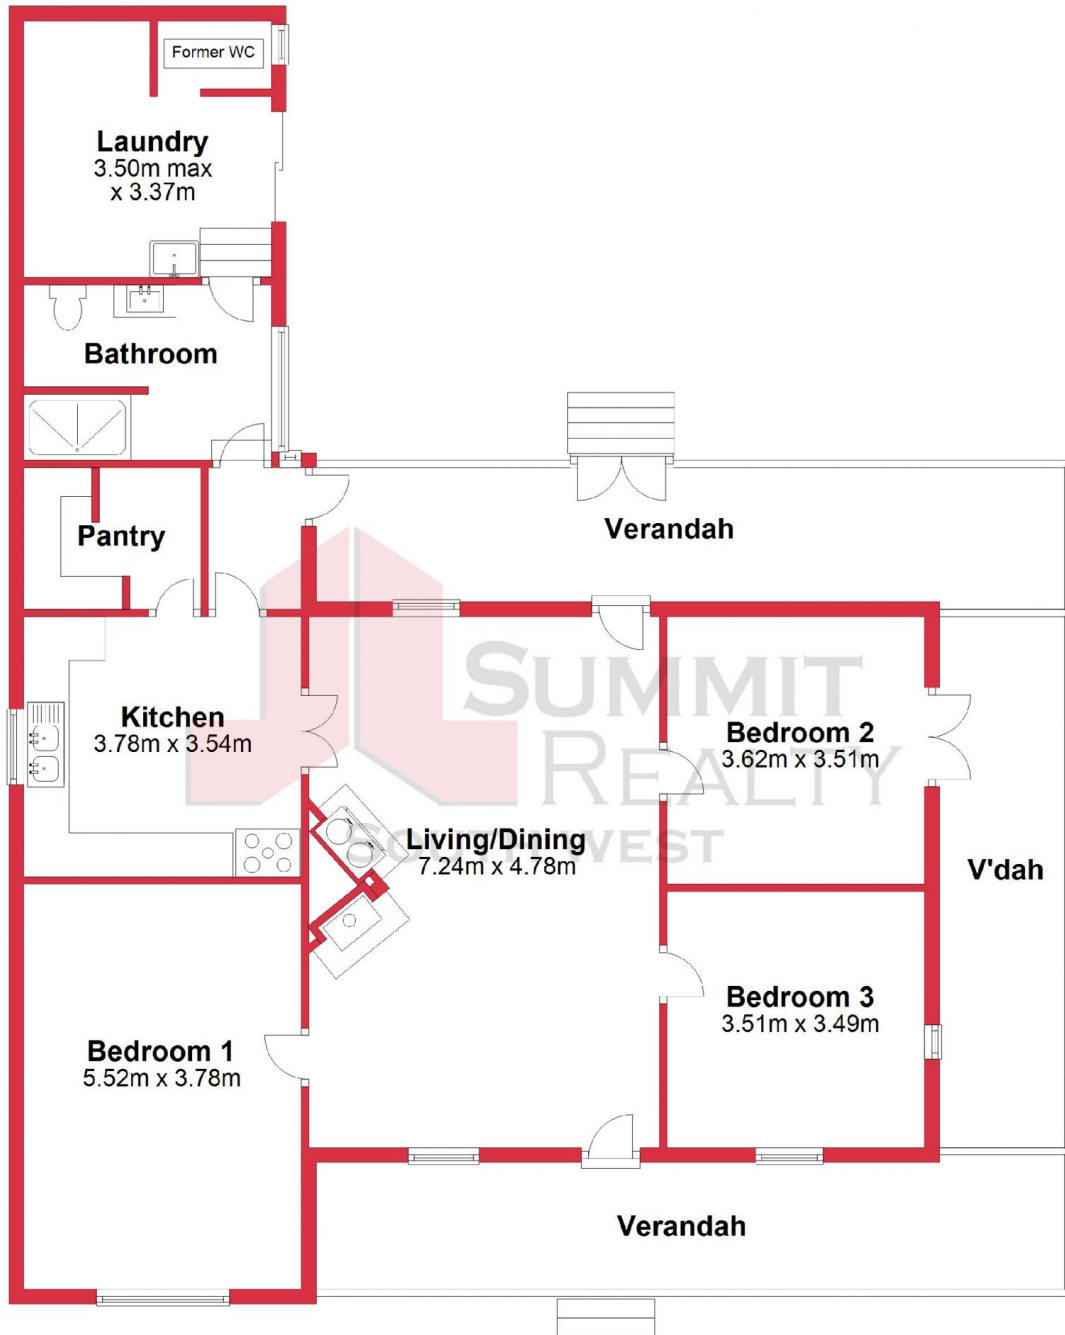 Former WC
Laundry
3.50m max
x 3.37m
Bathroom
Pantry
Verandah
Kitchen
3.78m x 3.54m
SUMMIT
REALTY
SOUTH WEST
Bedroom 2
3.62m x 3.51m
Living/Dining
7.24m x 4.78m
V'dah
Bedroom 3
3.51m x 3.49m
Bedroom 1
5.52m x 3.78m
Verandah